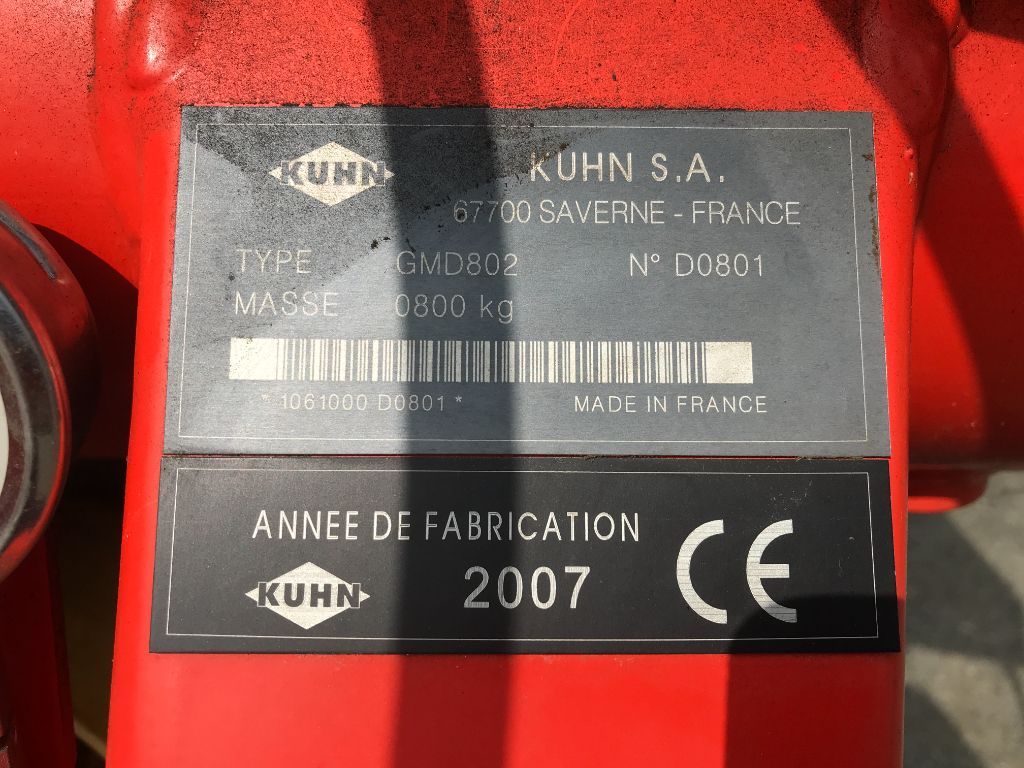 KUHN
KUHN S.A.
67700 SAVERNE - FRANCE
TYPE GMD802 N° D0801
MASSE 0800 kg
* 1061000 D0801 * MADE IN FRANCE
ANNEE DE FABRICATION
KUHN 2007 CE